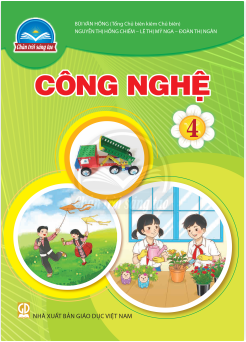 BÙI VĂN HỒNG (Tổng Chủ biên kiêm Chủ biên)
NGUYỄN THỊ HỒNG CHIẾM – LÊ THỊ MỸ NGA – ĐOÀN THỊ NGÂN
Chân trời sáng tạo
CÔNG NGHỆ
4
NHÀ XUẤT BẢN GIÁO DỤC VIỆT NAM